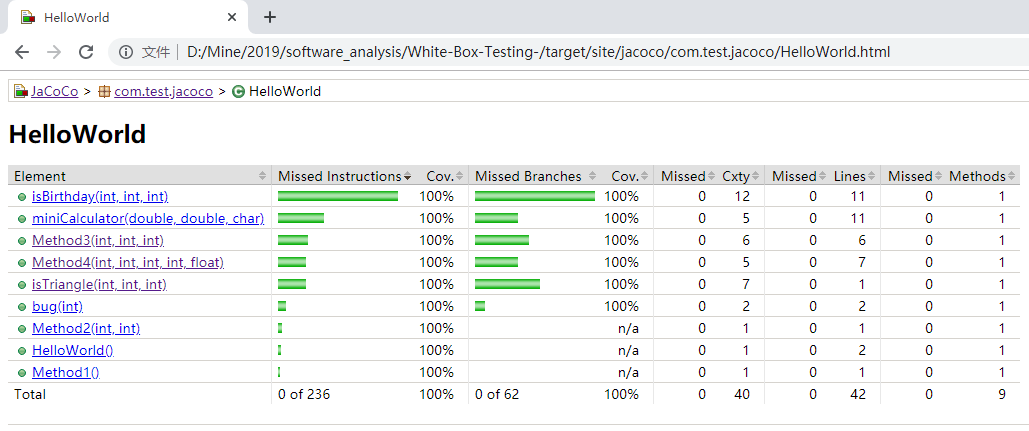 HelloWorld
文件 D:/Mine/2019/software_analysis/White-Box-Testing-/target/site/jacoco/com.test.jacoco/HelloWorld.html
JaCoCo > com.test.jacoco > HelloWorld
HelloWorld
Element Missed Instructions Cov. Missed Branches Cov. Missed Cxty Missed Lines Missed Methods
isBirthday(int, int, int) 100% 100% 0 12 0 11 0 1
miniCalculator(double, double, char) 100% 100% 0 5 0 11 0 1
Method3(int, int, int) 100% 100% 0 6 0 6 0 1
Method4(int, int, int, int, float) 100% 100% 0 5 0 7 0 1
isTriangle(int, int, int) 100% 100% 0 7 0 1 0 1
bug(int) 100% 100% 0 2 0 2 0 1
Method2(int, int) 100% n/a 0 1 0 1 0 1
HelloWorld() 100% n/a 0 1 0 2 0 1
Method1() 100% n/a 0 1 0 1 0 1
Total 0 of 236 100% 0 of 62 100% 0 40 0 42 0 9